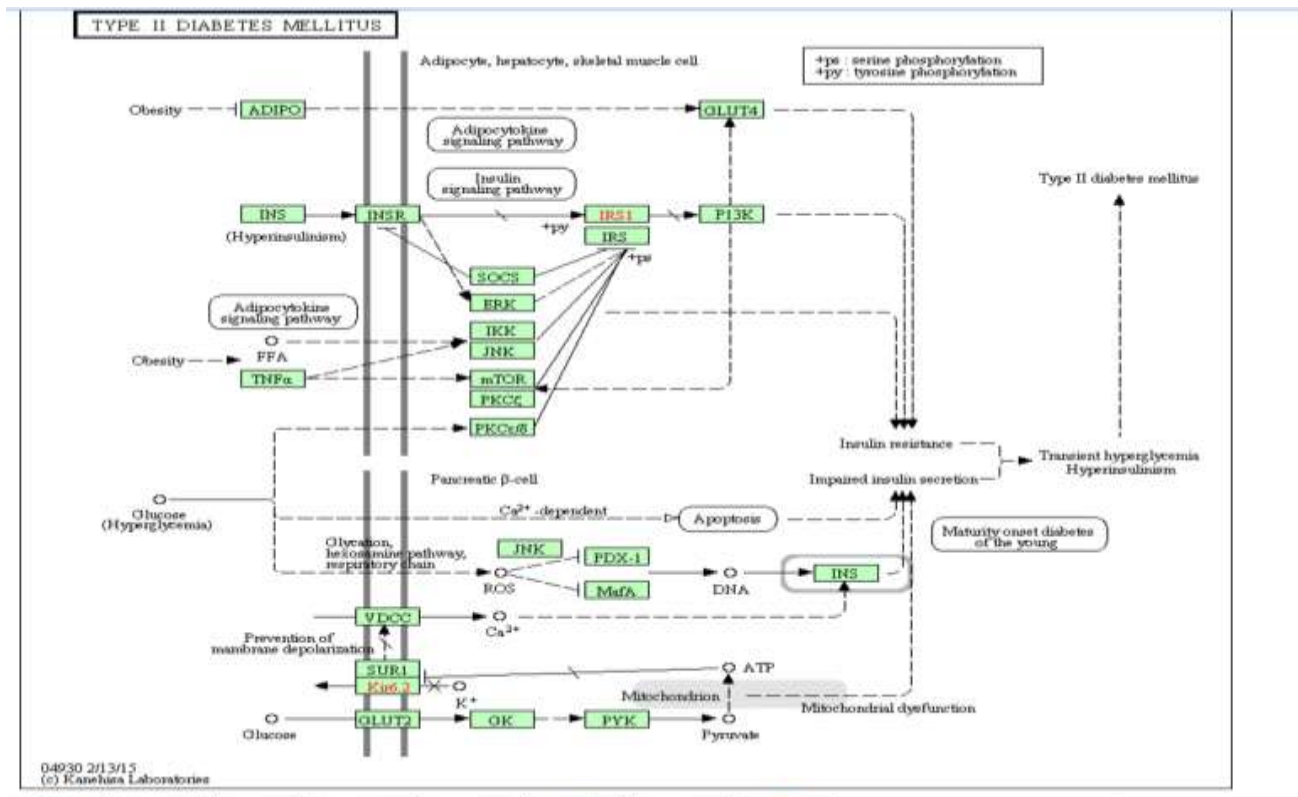 TYPE II DIABETES MELLITUS
Adipocyte, hepatocyte, skeletal muscle cell
+ps : serine phosphorylation
+py : tyrosine phosphorylation
Obesity
ADIPO
GLUT4
Adipocytokine
signaling pathway
Insulin
signaling pathway
Type II diabetes mellitus
INS
INSR
IRS1
PI3K
(Hyperinsulinism)
+py
IRS
+ps
SOCS
ERK
Adipocytokine
signaling pathway
IKK
FFA
JNK
Obesity
TNFα
mTOR
PKCζ
PKCε/δ
Insulin resistance
Transient hyperglycemia
Hyperinsulinism
Pancreatic β-cell
Impaired insulin secretion
Glucose
(Hyperglycemia)
Ca2+ -dependent
Apoptosis
Maturity onset diabetes
of the young
Glycation,
hexosamine pathway,
respiratory chain
JNK
PDX-1
INS
ROS
MafA
DNA
VDCC
Ca2+
Prevention of
mambrane depolarization
SUR1
ATP
Kir6.2
K+
Mitochondrion
Mitochondrial dysfunction
Glucose
GLUT2
GK
PYK
Pyruvate
04930 2/13/15
(c) Kanehisa Laboratories